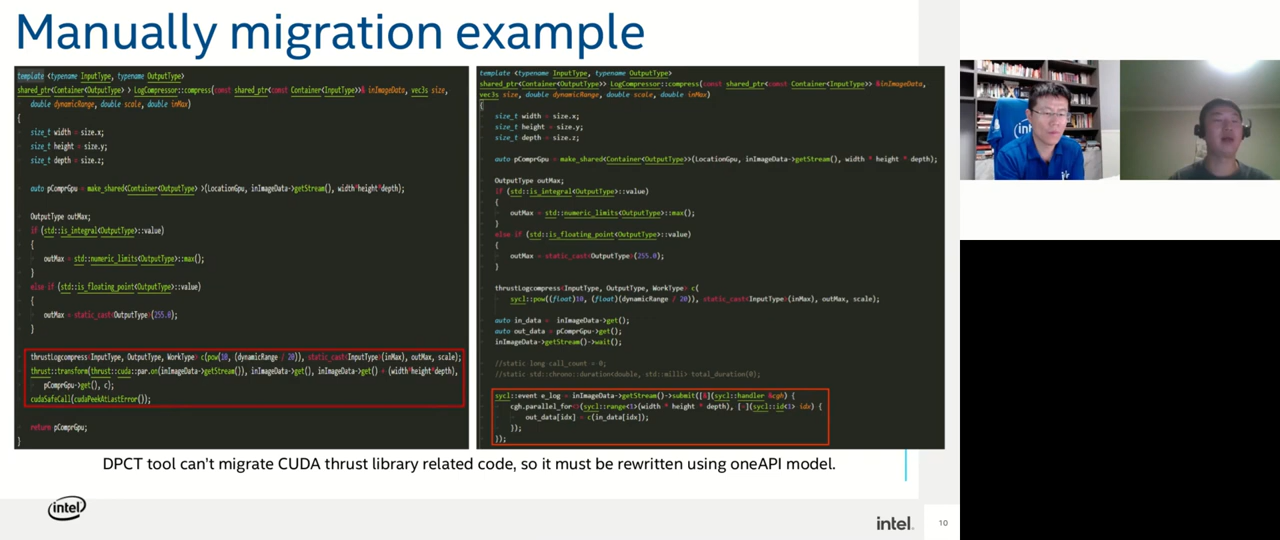 Manually migration example
template <typename InputType, typename OutputType>
shared_ptr<Container<OutputType> > LogCompressor::compress(const shared_ptr<const Container<InputType>>& inImageData, vec3s size,
double dynamicRange, double scale, double inMax)
{
size_t width = size.x;
size_t height = size.y;
size_t depth = size.z;
auto pComprGpu = make_shared<Container<OutputType> >(LocationGpu, inImageData->getStream(), width*height*depth);
OutputType outMax;
if (std::is_integral<OutputType>::value)
{
outMax = std::numeric_limits<OutputType>::max();
}
else if (std::is_floating_point<OutputType>::value)
{
outMax = static_cast<OutputType>(255.0);
}
thrustLogcompress<InputType, OutputType, WorkType> c(pow(10, (dynamicRange / 20)), static_cast<InputType>(inMax), outMax, scale);
thrust::transform(thrust::cuda::par.on(inImageData->getStream()), inImageData->get(), inImageData->get() + (width*height*depth),
pComprGpu->get(), c);
cudaSafeCall(cudaPeekAtLastError());
return pComprGpu;
}
template <typename InputType, typename OutputType>
shared_ptr<Container<OutputType>> LogCompressor::compress(const shared_ptr<const Container<InputType>> &inImageData,
vec3s size, double dynamicRange, double scale, double inMax)
{
size_t width = size.x;
size_t height = size.y;
size_t depth = size.z;
auto pComprGpu = make_shared<Container<OutputType>>(LocationGpu, inImageData->getStream(), width * height * depth);
OutputType outMax;
if (std::is_integral<OutputType>::value)
{
outMax = std::numeric_limits<OutputType>::max();
}
else if (std::is_floating_point<OutputType>::value)
{
outMax = static_cast<OutputType>(255.0);
}
thrustLogcompress<InputType, OutputType, WorkType> c(
sycl::pow((float)10, (float)(dynamicRange / 20)), static_cast<InputType>(inMax), outMax, scale);
auto in_data = inImageData->get();
auto out_data = pComprGpu->get();
inImageData->getStream()->wait();
//static long call_count = 0;
//static std::chrono::duration<double, std::milli> total_duration{0};
sycl::event e_log = inImageData->getStream()->submit([&](sycl::handler &cgh) {
cgh.parallel_for<>(sycl::range<1>(width * height * depth), [=](sycl::id<1> idx) {
out_data[idx] = c(in_data[idx]);
});
});
DPCT tool can't migrate CUDA thrust library related code, so it must be rewritten using oneAPI model.
intel
intel.
10